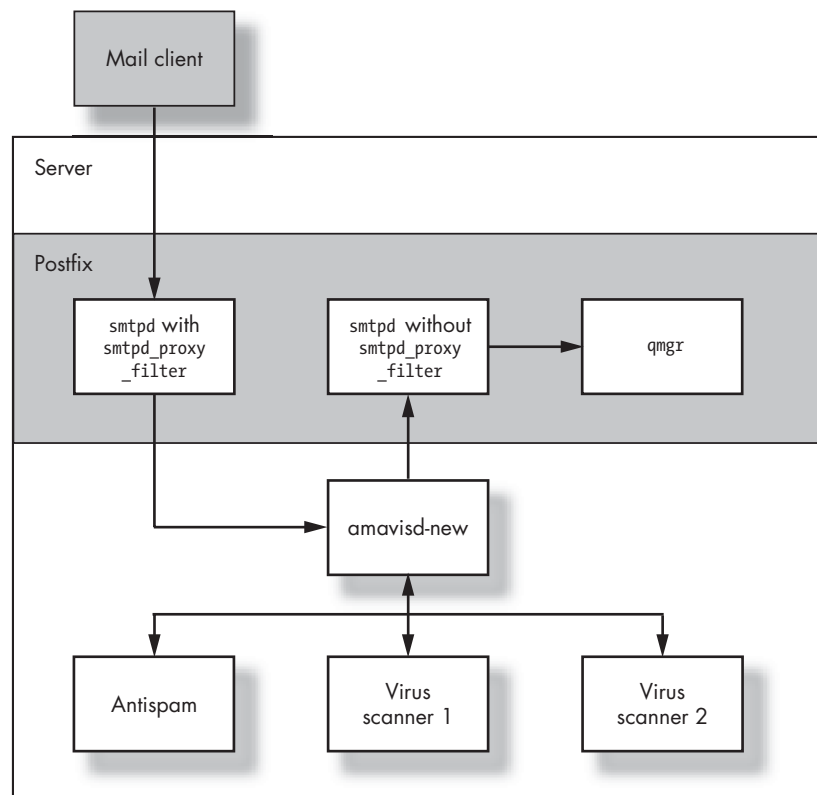 Mail client
Server
Postfix
smtpd with
smtpd_proxy
_filter
smtpd without
smtpd_proxy
_filter
qmgr
amavisd-new
Antispam
Virus
scanner 1
Virus
scanner 2